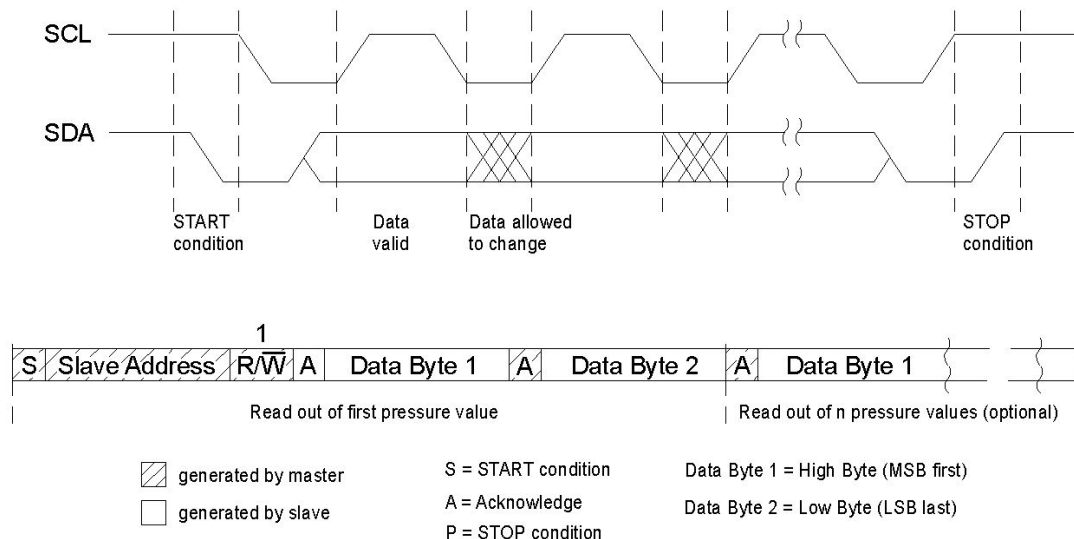 SCL
SDA
START
condition
Data
valid
Data allowed
to change
STOP
condition
1
S Slave Address R/W̅ A Data Byte 1 A Data Byte 2 A Data Byte 1
Read out of first pressure value
Read out of n pressure values (optional)
generated by master
generated by slave
S = START condition
A = Acknowledge
P = STOP condition
Data Byte 1 = High Byte (MSB first)
Data Byte 2 = Low Byte (LSB last)